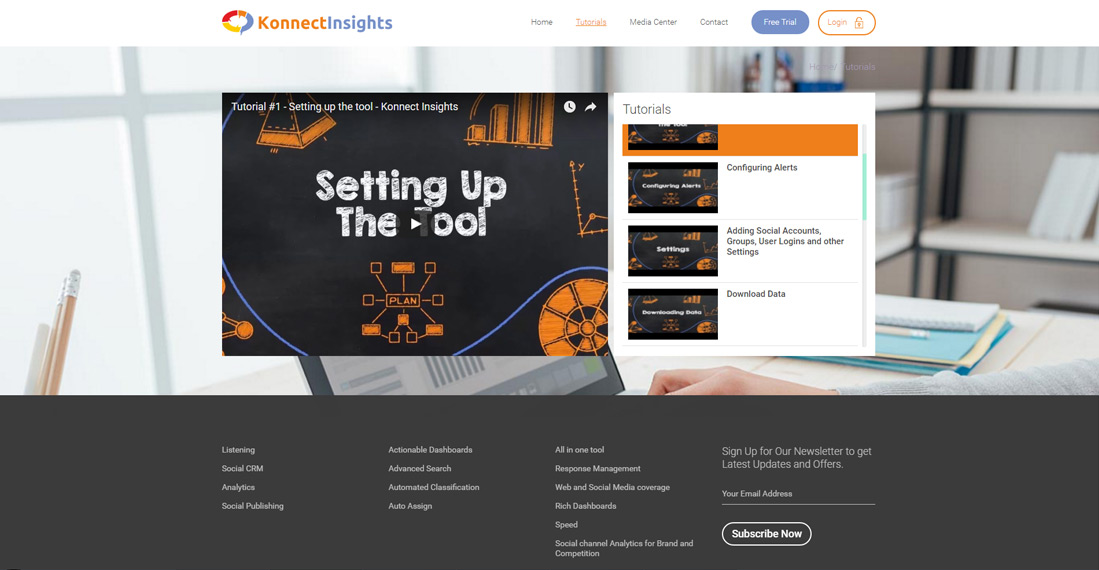 KonnectInsights
Home
Tutorials
Media Center
Contact
Free Trial
Login
Home / Tutorials
Tutorial #1 - Setting up the tool - Konnect Insights
Setting Up
The Tool
Y
PLAN
Tutorials
The Tool
Configuring Alerts
Configuring Alerts
Settings
Adding Social Accounts,
Groups, User Logins and other
Settings
Downloading Data
Download Data
Listening
Social CRM
Analytics
Social Publishing
Actionable Dashboards
Advanced Search
Automated Classification
Auto Assign
All in one tool
Response Management
Web and Social Media coverage
Rich Dashboards
Speed
Social channel Analytics for Brand and
Competition
Sign Up for Our Newsletter to get
Latest Updates and Offers.
Your Email Address
Subscribe Now